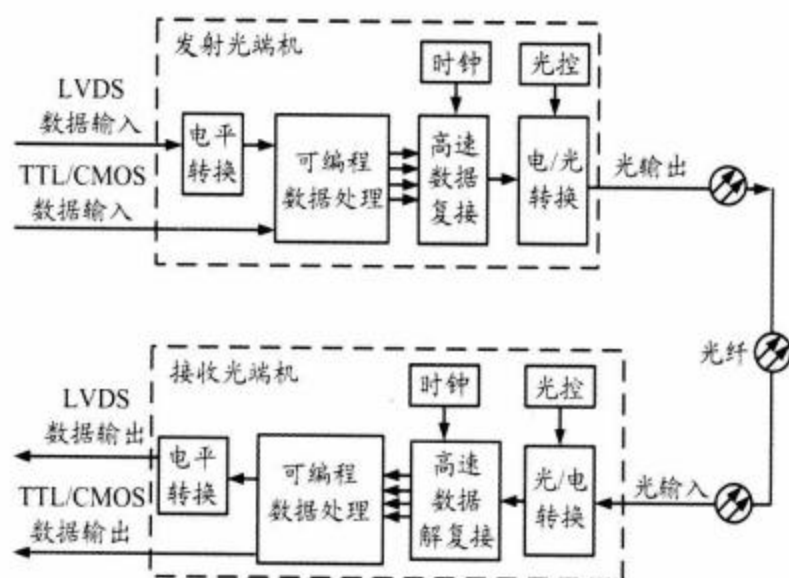 发射光端机
时钟
光控
LVDS
数据输入
电平
转换
可编程
数据处理
高速
数据
复接
电/光
转换
光输出
TTL/CMOS
数据输入
光纤
接收光端机
时钟
光控
LVDS
数据输出
电平
转换
可编程
数据处理
高速
数据
解复接
光/电
转换
光输入
TTL/CMOS
数据输出